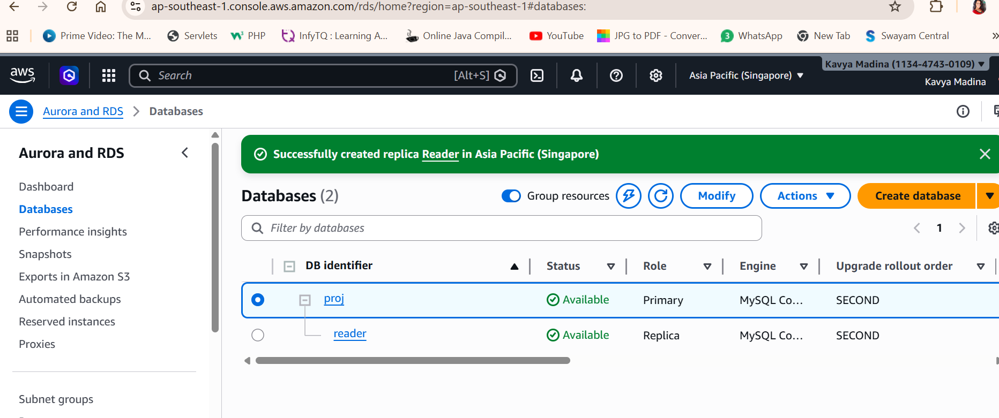 ap-southeast-1.console.aws.amazon.com/rds/home?region=ap-southeast-1#databases:
Prime Video: The M... Servlets PHP InfyTQ : Learning A... Online Java Compil... YouTube JPG to PDF - Conver... 3 WhatsApp New Tab Swayam Central
aws Search [Alt+S] Asia Pacific (Singapore) Kavya Madina (1134-4743-0109)
Kavya Madina
Aurora and RDS Databases
Aurora and RDS
Dashboard
Databases
Performance insights
Snapshots
Exports in Amazon S3
Automated backups
Reserved instances
Proxies
Subnet groups
Successfully created replica Reader in Asia Pacific (Singapore)
Databases (2) Group resources Modify Actions Create database
Filter by databases 1
DB identifier Status Role Engine Upgrade rollout order
proj Available Primary MySQL Co... SECOND
reader Available Replica MySQL Co... SECOND